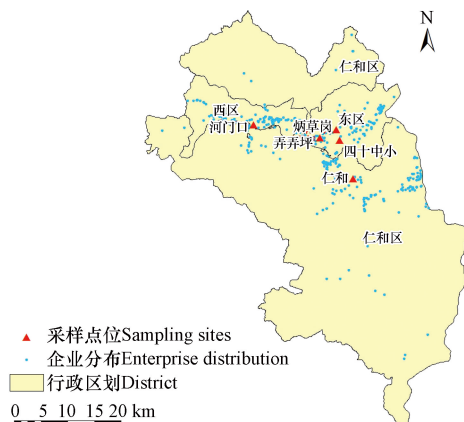 N
仁和区
西区
炳草岗
东区
河门口
弄弄坪
四十中小
仁和
仁和区
采样点位Sampling sites
企业分布Enterprise distribution
行政区划District
0 5 10 15 20 km